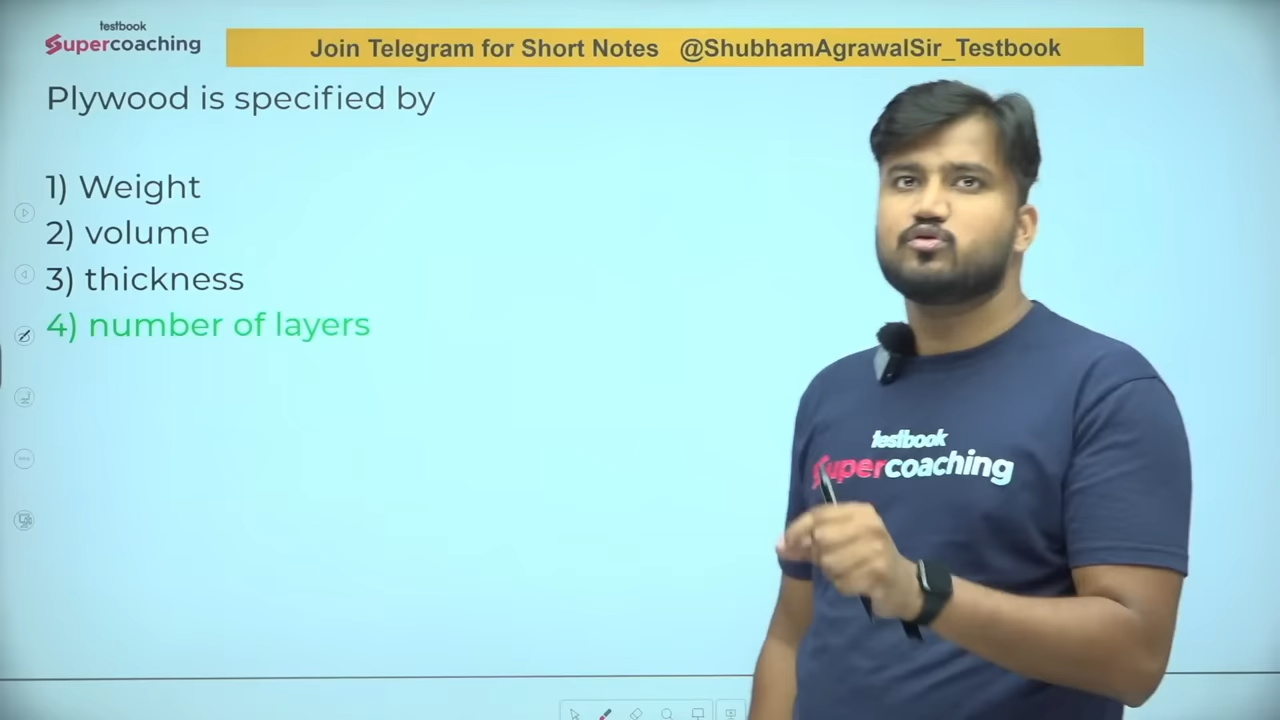 testbook
Supercoaching
Join Telegram for Short Notes @ShubhamAgrawalSir_Testbook
Plywood is specified by
1) Weight
2) volume
3) thickness
4) number of layers
testbook
Supercoaching